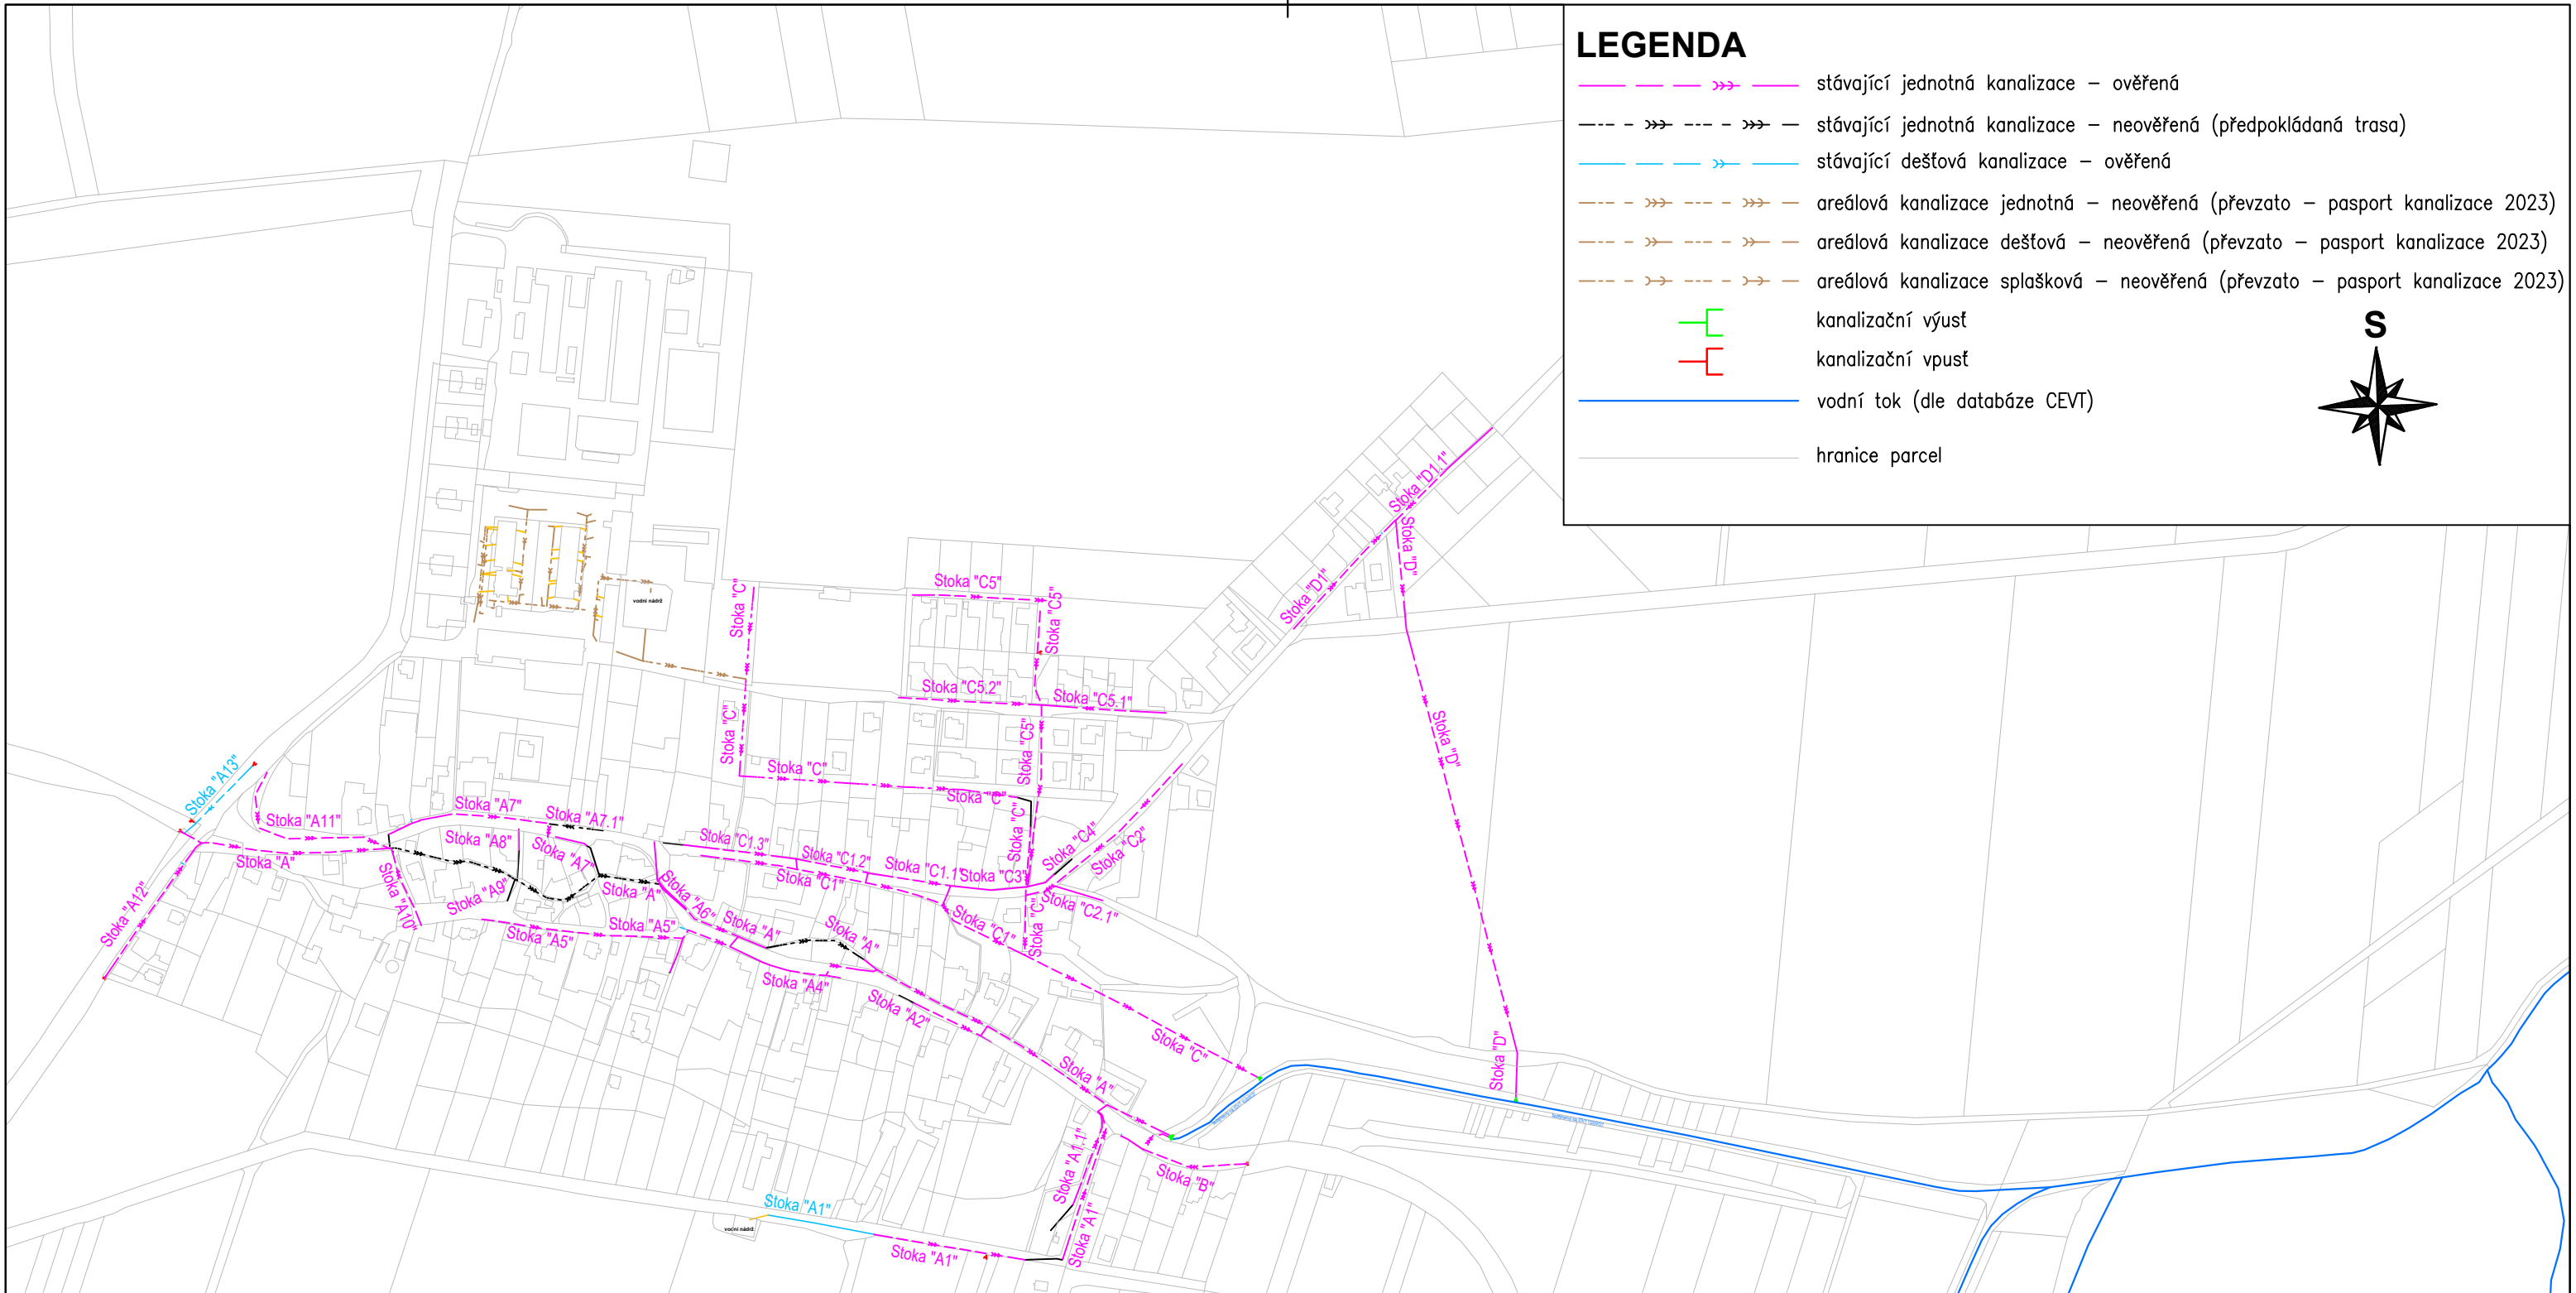 LEGENDA
stávající jednotná kanalizace – ověřená
stávající jednotná kanalizace – neověřená (předpokládaná trasa)
stávající dešťová kanalizace – ověřená
areálová kanalizace jednotná – neověřená (převzato – pasport kanalizace 2023)
areálová kanalizace dešťová – neověřená (převzato – pasport kanalizace 2023)
areálová kanalizace splašková – neověřená (převzato – pasport kanalizace 2023)
kanalizační výusť
kanalizační vpusť
vodní tok (dle databáze CEVT)
hranice parcel
S
Stoka "D1.1"
Stoka "D"
Stoka "D1"
Stoka "C5"
Stoka "C5"
Stoka "C"
vodní nádrž
Stoka "C5.2"
Stoka "C5.1"
Stoka "C"
Stoka "C5"
Stoka "D"
Stoka "C"
Stoka "C"
Stoka "A13"
Stoka "A7"
Stoka "A7.1"
Stoka "A11"
Stoka "A8"
Stoka "A7"
Stoka "C1.3"
Stoka "C1.2"
Stoka "C1.1"
Stoka "C3"
Stoka "C"
Stoka "C4"
Stoka "C2"
Stoka "A"
Stoka "A12"
Stoka "A10"
Stoka "A9"
Stoka "A"
Stoka "A6"
Stoka "C1"
Stoka "C2.1"
Stoka "A5"
Stoka "A5"
Stoka "A"
Stoka "A"
Stoka "C1"
Stoka "C"
Stoka "A4"
Stoka "A2"
Stoka "C"
Stoka "D"
Stoka "A"
Stoka "A1.1"
Stoka "B"
Stoka "A1"
vodní nádrž
Stoka "A1"
Stoka "A1"